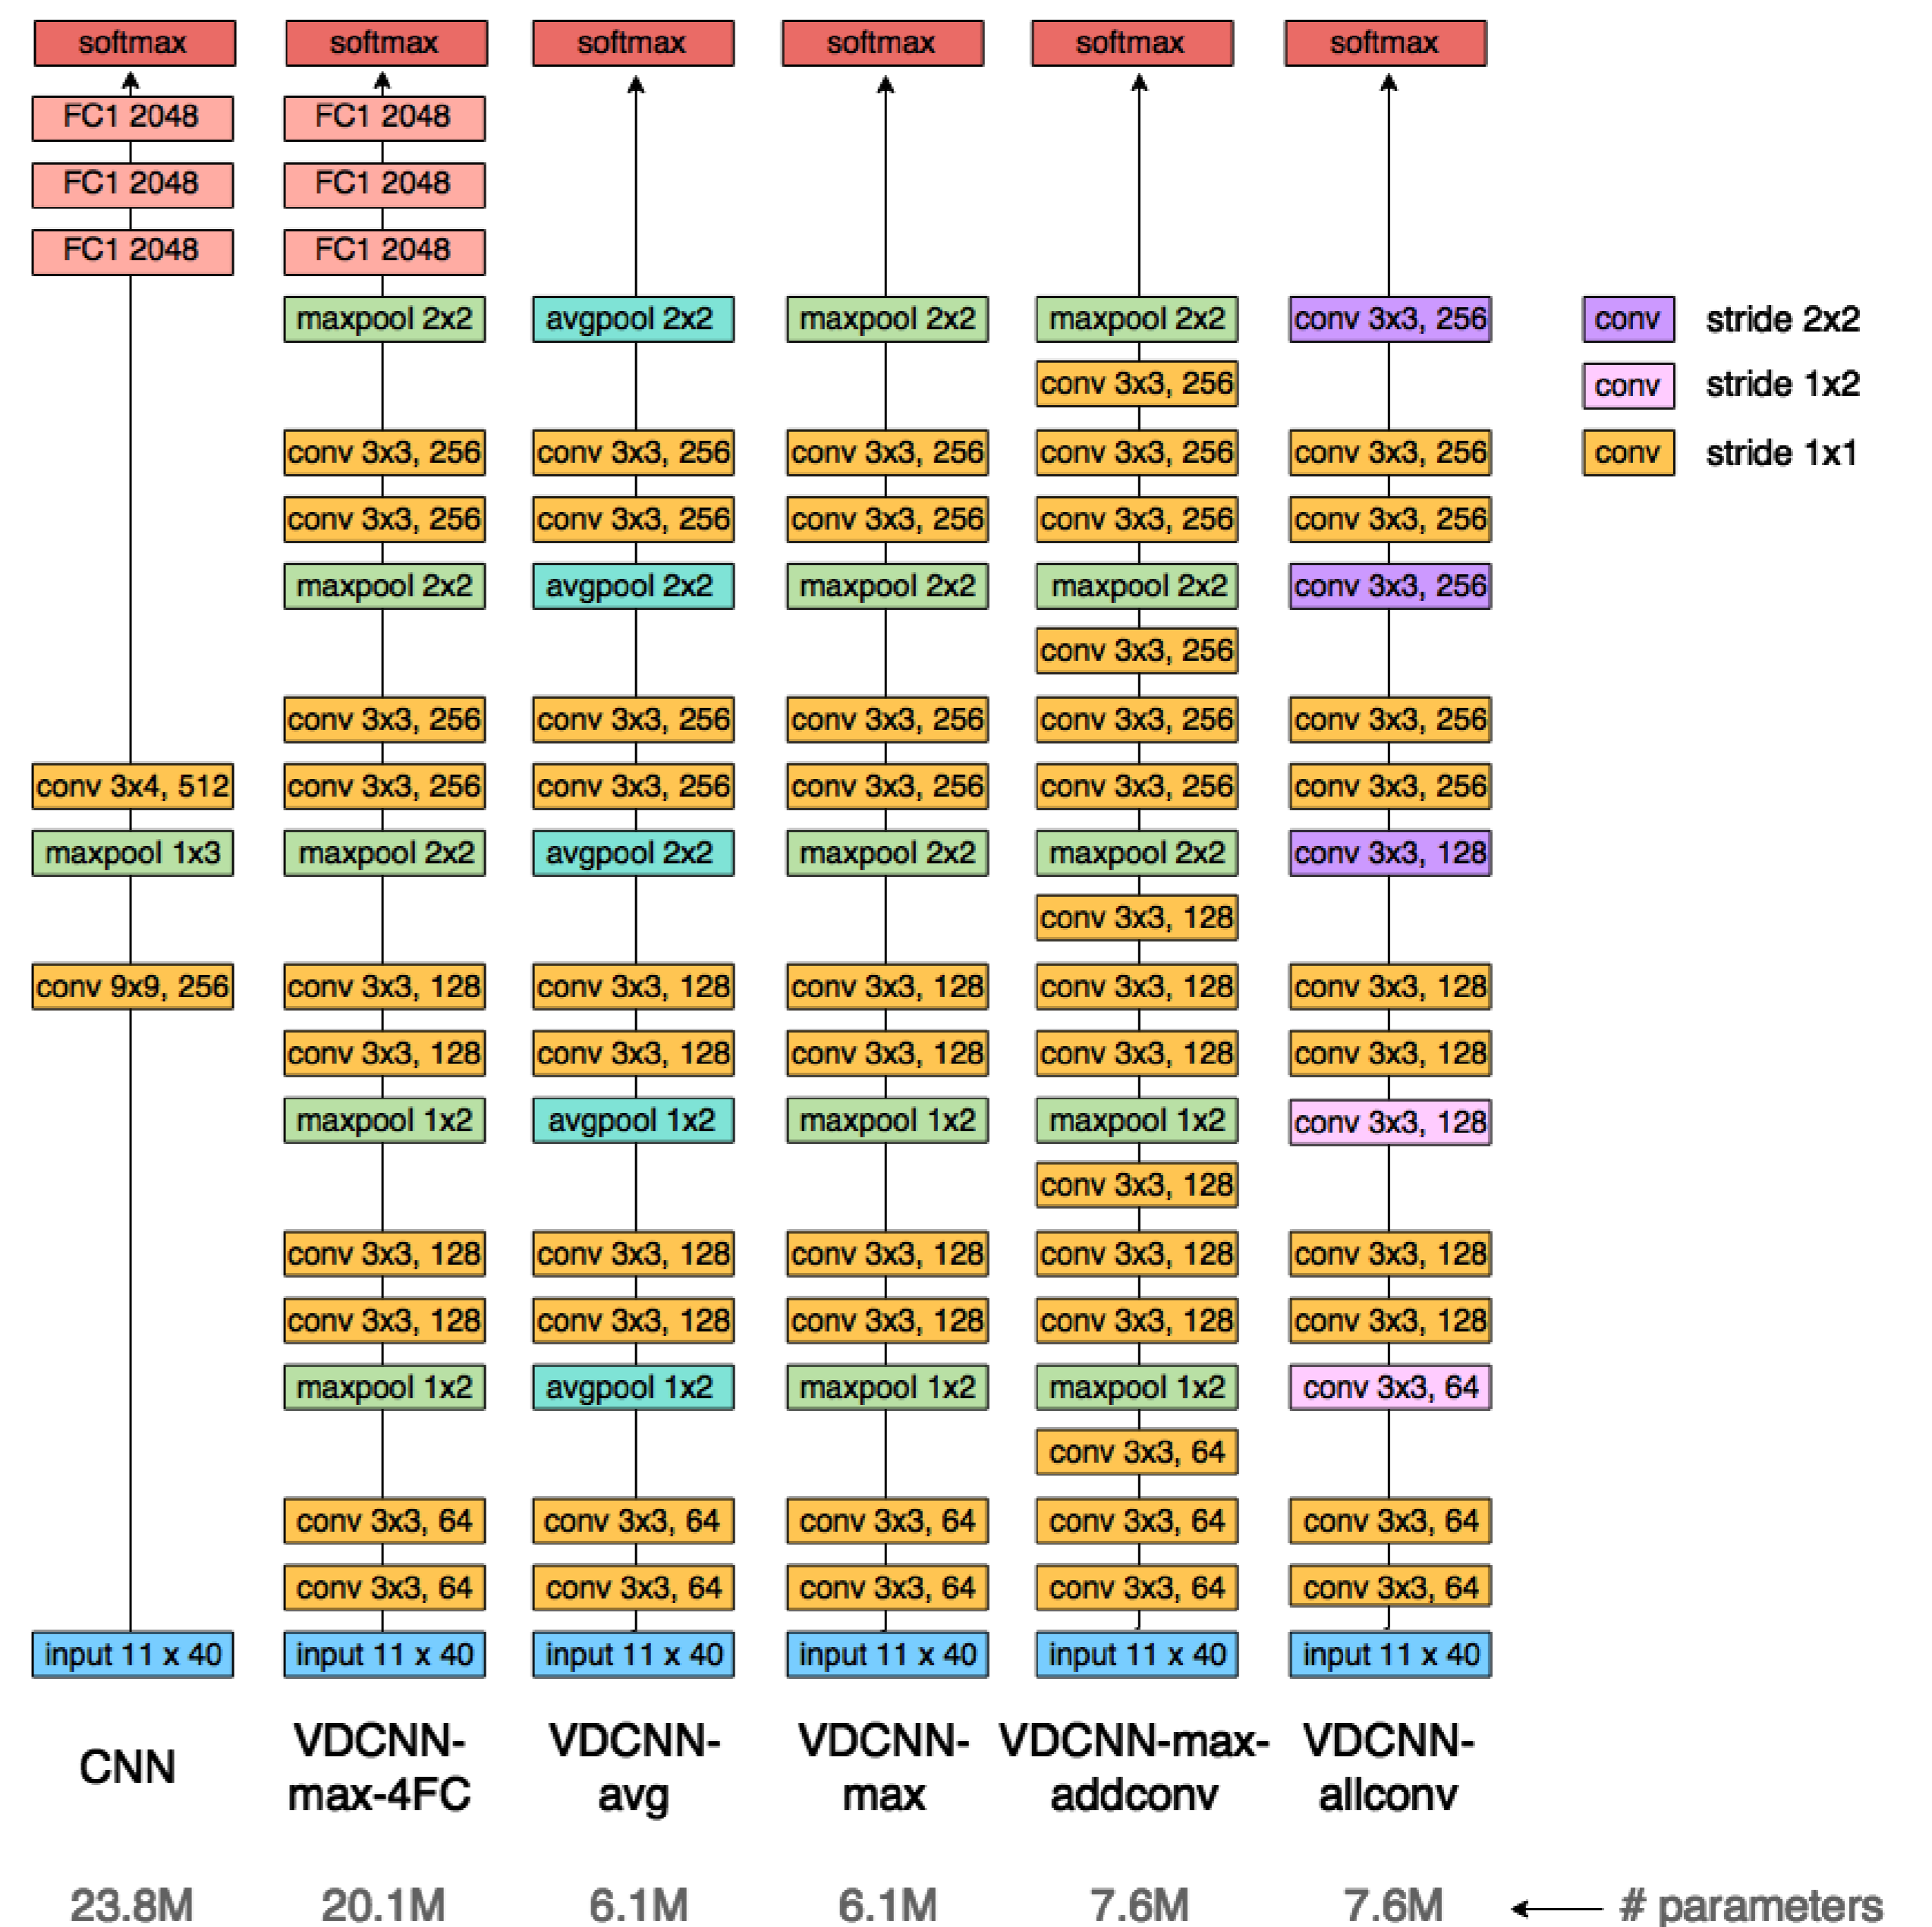 softmax softmax softmax softmax softmax softmax
FC1 2048 FC1 2048
FC1 2048 FC1 2048
FC1 2048 FC1 2048
maxpool 2x2 avgpool 2x2 maxpool 2x2 maxpool 2x2 conv 3x3, 256 conv stride 2x2
conv 3x3, 256 conv stride 1x2
conv 3x3, 256 conv 3x3, 256 conv 3x3, 256 conv 3x3, 256 conv 3x3, 256 conv stride 1x1
conv 3x3, 256 conv 3x3, 256 conv 3x3, 256 conv 3x3, 256 conv 3x3, 256
maxpool 2x2 avgpool 2x2 maxpool 2x2 maxpool 2x2 conv 3x3, 256
conv 3x3, 256
conv 3x3, 256 conv 3x3, 256 conv 3x3, 256 conv 3x3, 256 conv 3x3, 256
conv 3x4, 512 conv 3x3, 256 conv 3x3, 256 conv 3x3, 256 conv 3x3, 256 conv 3x3, 256
maxpool 1x3 maxpool 2x2 avgpool 2x2 maxpool 2x2 maxpool 2x2 conv 3x3, 128
conv 3x3, 128
conv 9x9, 256 conv 3x3, 128 conv 3x3, 128 conv 3x3, 128 conv 3x3, 128 conv 3x3, 128
conv 3x3, 128 conv 3x3, 128 conv 3x3, 128 conv 3x3, 128 conv 3x3, 128
maxpool 1x2 avgpool 1x2 maxpool 1x2 maxpool 1x2 conv 3x3, 128
conv 3x3, 128
conv 3x3, 128 conv 3x3, 128 conv 3x3, 128 conv 3x3, 128 conv 3x3, 128
conv 3x3, 128 conv 3x3, 128 conv 3x3, 128 conv 3x3, 128 conv 3x3, 128
maxpool 1x2 avgpool 1x2 maxpool 1x2 maxpool 1x2 conv 3x3, 64
conv 3x3, 64
conv 3x3, 64 conv 3x3, 64 conv 3x3, 64 conv 3x3, 64 conv 3x3, 64
conv 3x3, 64 conv 3x3, 64 conv 3x3, 64 conv 3x3, 64 conv 3x3, 64
input 11 x 40 input 11 x 40 input 11 x 40 input 11 x 40 input 11 x 40 input 11 x 40
CNN VDCNN- VDCNN- VDCNN- VDCNN-max- VDCNN-
max-4FC avg max addconv allconv
23.8M 20.1M 6.1M 6.1M 7.6M 7.6M # parameters